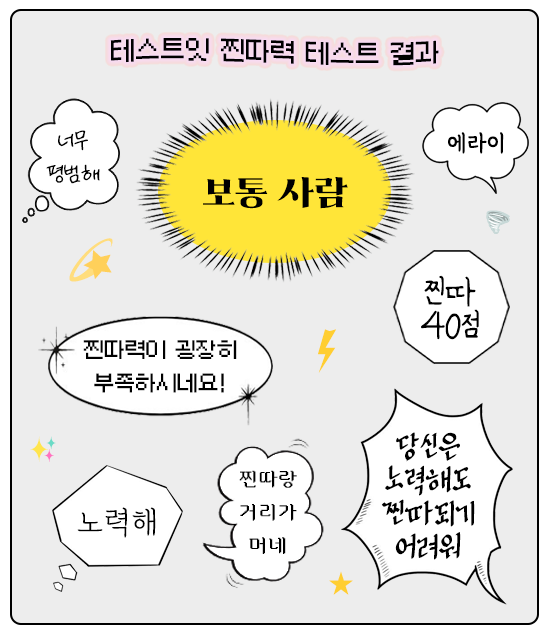 테스트잇 찐따력 테스트 결과
너무
평범해
보통 사람
에라이
찐따
40점
찐따력이 굉장히
부족하시네요!
당신은
노력해도
찐따되기
어려워
노력해
찐따랑
거리가
머네